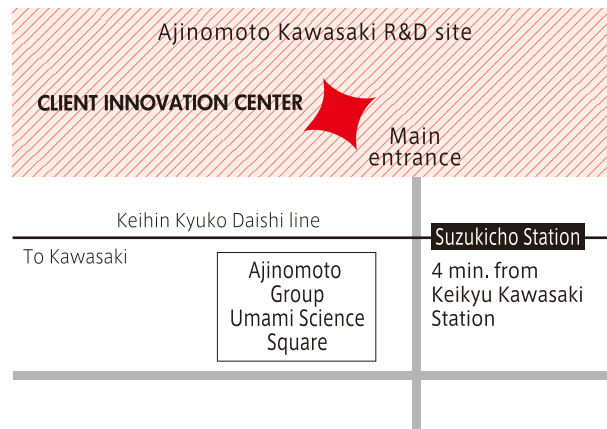 Ajinomoto Kawasaki R&D site
CLIENT INNOVATION CENTER
Main
entrance
Keihin Kyuko Daishi line
Suzukicho Station
To Kawasaki
Ajinomoto
Group
Umami Science
Square
4 min. from
Keikyu Kawasaki
Station